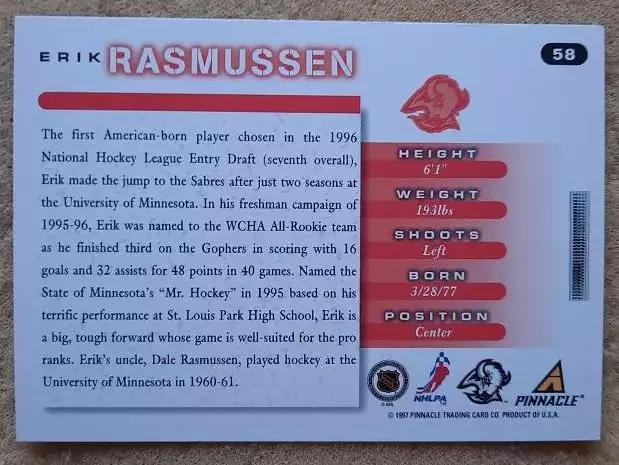 ERIK RASMUSSEN
58
The first American-born player chosen in the 1996
National Hockey League Entry Draft (seventh overall),
Erik made the jump to the Sabres after just two seasons at
the University of Minnesota. In his freshman campaign of
1995-96, Erik was named to the WCHA All-Rookie team
as he finished third on the Gophers in scoring with 16
goals and 32 assists for 48 points in 40 games. Named the
State of Minnesota's "Mr. Hockey" in 1995 based on his
terrific performance at St. Louis Park High School, Erik is
a big, tough forward whose game is well-suited for the pro
ranks. Erik's uncle, Dale Rasmussen, played hockey at the
University of Minnesota in 1960-61.
HEIGHT
6'1"
WEIGHT
193lbs
SHOOTS
Left
BORN
3/28/77
POSITION
Center
NHLPA
PINNACLE
© 1997 PINNACLE TRADING CARD CO. PRODUCT OF U.S.A.